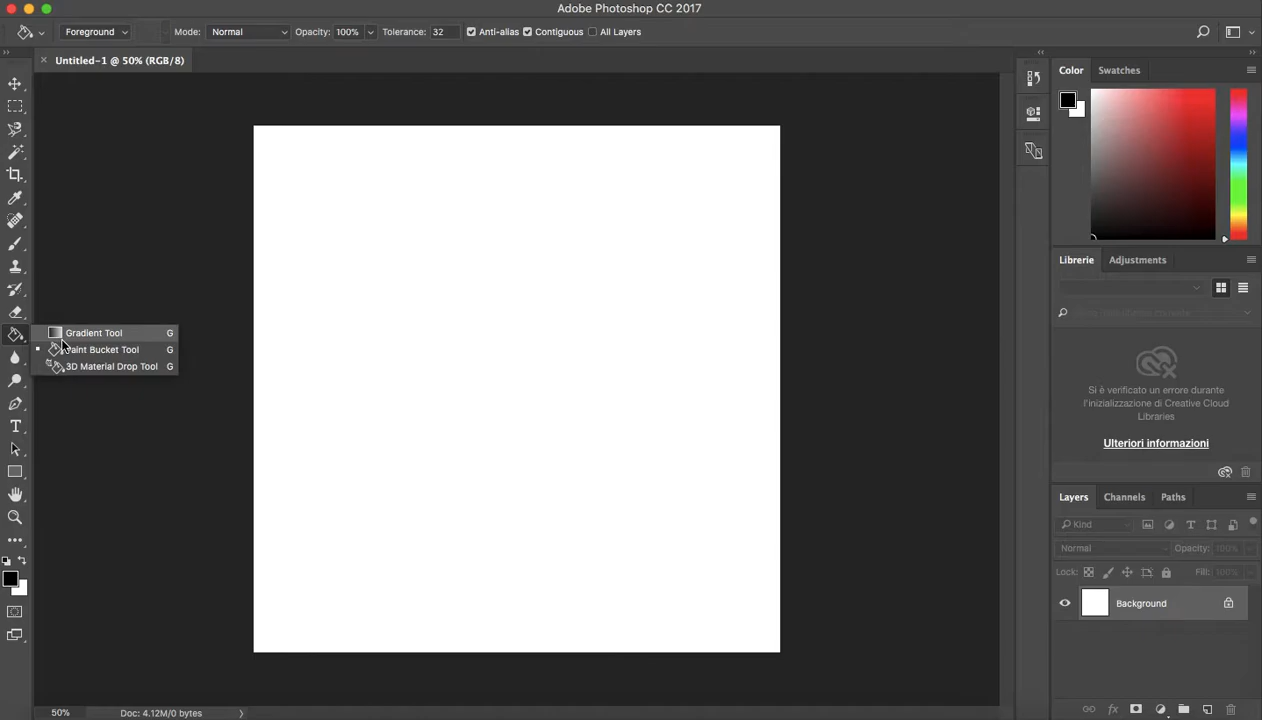 Adobe Photoshop CC 2017
Foreground Mode: Normal Opacity: 100% Tolerance: 32 Anti-alias Contiguous All Layers
Untitled-1 @ 50% (RGB/8)
Color Swatches
Gradient Tool G
Paint Bucket Tool G
3D Material Drop Tool G
Librerie Adjustments
Si è verificato un errore durante
l'inizializzazione di Creative Cloud
Libraries
Ulteriori informazioni
Layers Channels Paths
Kind
Normal Opacity: 100%
Lock: Fill: 100%
Background
50% Doc: 4.12M/0 bytes